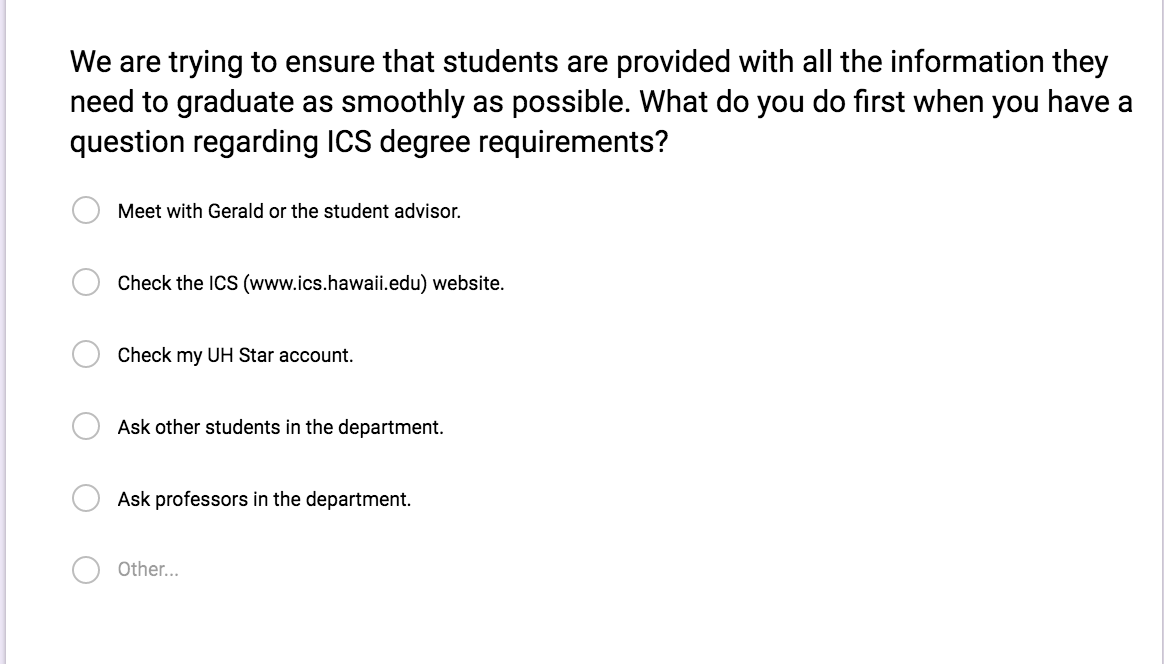 We are trying to ensure that students are provided with all the information they
need to graduate as smoothly as possible. What do you do first when you have a
question regarding ICS degree requirements?
Meet with Gerald or the student advisor.
Check the ICS (www.ics.hawaii.edu) website.
Check my UH Star account.
Ask other students in the department.
Ask professors in the department.
Other...